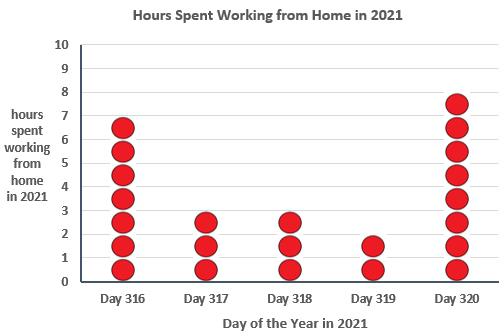 Hours Spent Working from Home in 2021
10
9
8
7
6
5
4
3
2
1
0
hours
spent
working
from
home
in 2021
Day 316 Day 317 Day 318 Day 319 Day 320
Day of the Year in 2021